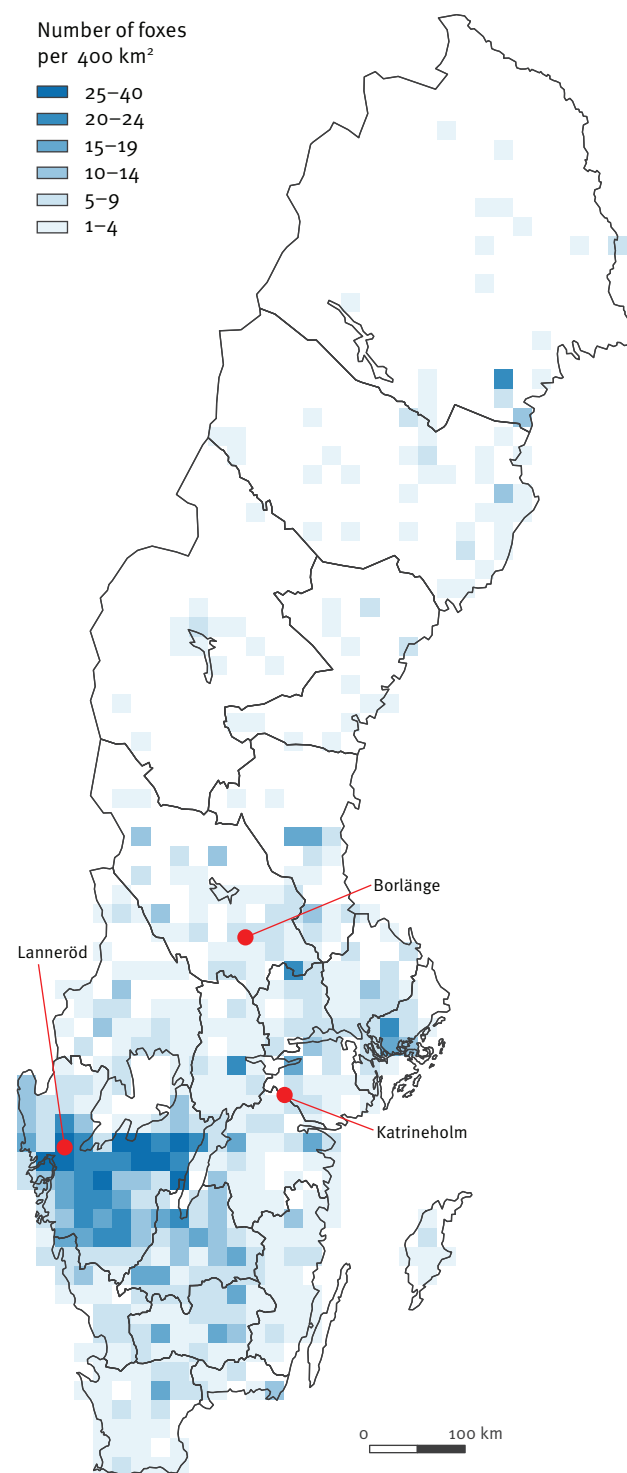 Number of foxes
per 400 km²
25–40
20–24
15–19
10–14
5–9
1–4
Borlänge
Lanneröd
Katrineholm
0 100 km